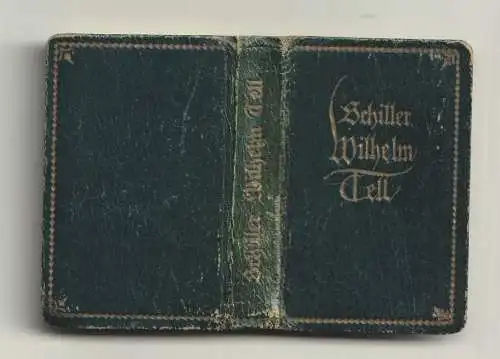 Schiller Wilhelm Tell
Schiller
Wilhelm
Tell